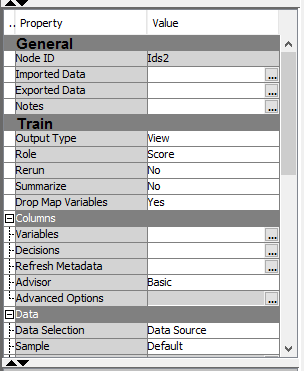 .. Property Value
General
Node ID Ids2
Imported Data ...
Exported Data ...
Notes ...
Train
Output Type View
Role Score
Rerun No
Summarize No
Drop Map Variables Yes
Columns
Variables ...
Decisions ...
Refresh Metadata ...
Advisor Basic
Advanced Options ...
Data
Data Selection Data Source
Sample Default